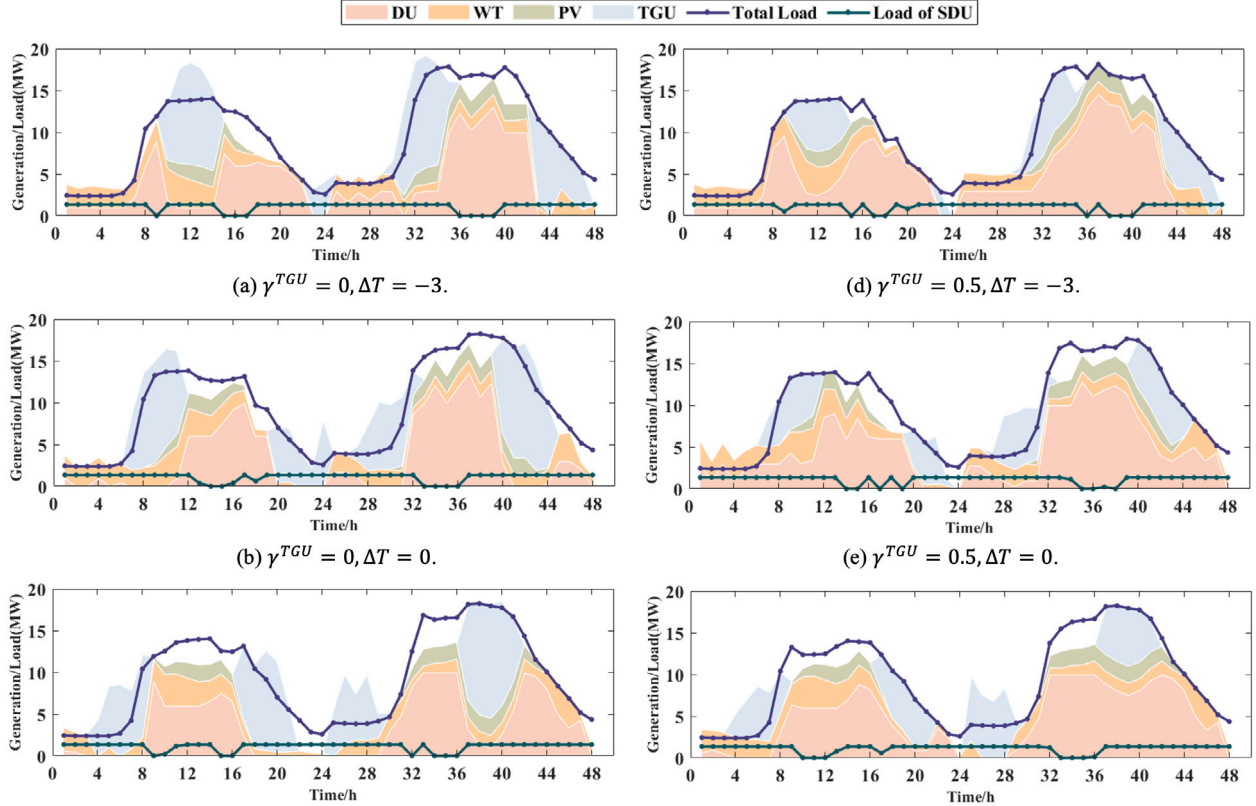 DU WT PV TGU Total Load Load of SDU
Generation/Load(MW)
20
15
10
5
0
0 4 8 12 16 20 24 28 32 36 40 44 48
Time/h
(a) γ^TGU = 0, ΔT = −3.
Generation/Load(MW)
20
15
10
5
0
0 4 8 12 16 20 24 28 32 36 40 44 48
Time/h
(d) γ^TGU = 0.5, ΔT = −3.
Generation/Load(MW)
20
15
10
5
0
0 4 8 12 16 20 24 28 32 36 40 44 48
Time/h
(b) γ^TGU = 0, ΔT = 0.
Generation/Load(MW)
20
15
10
5
0
0 4 8 12 16 20 24 28 32 36 40 44 48
Time/h
(e) γ^TGU = 0.5, ΔT = 0.
Generation/Load(MW)
20
15
10
5
0
0 4 8 12 16 20 24 28 32 36 40 44 48
Time/h
Generation/Load(MW)
20
15
10
5
0
0 4 8 12 16 20 24 28 32 36 40 44 48
Time/h